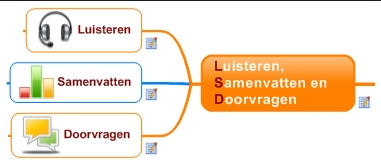 Luisteren
Samenvatten
Doorvragen
Luisteren,
Samenvatten en
Doorvragen